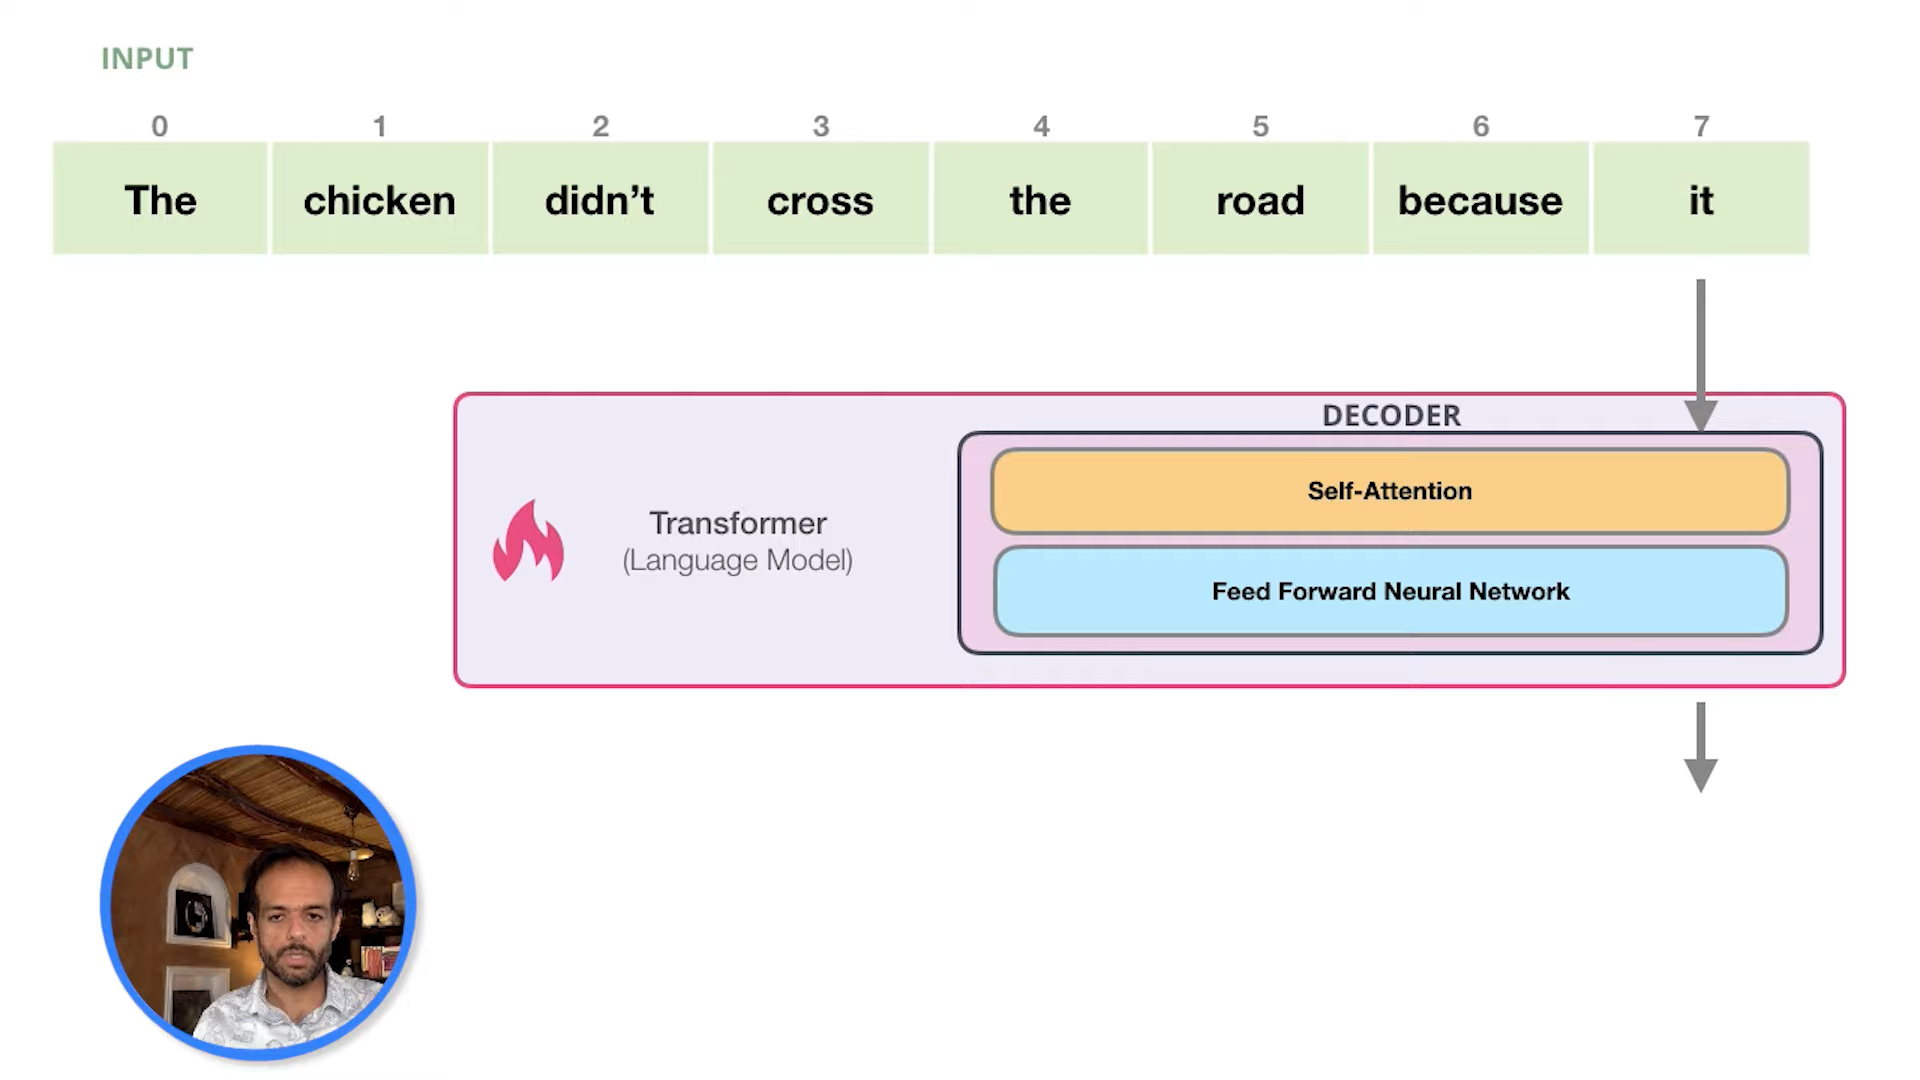 INPUT
0 1 2 3 4 5 6 7
The chicken didn’t cross the road because it
DECODER
Self-Attention
Transformer
(Language Model)
Feed Forward Neural Network